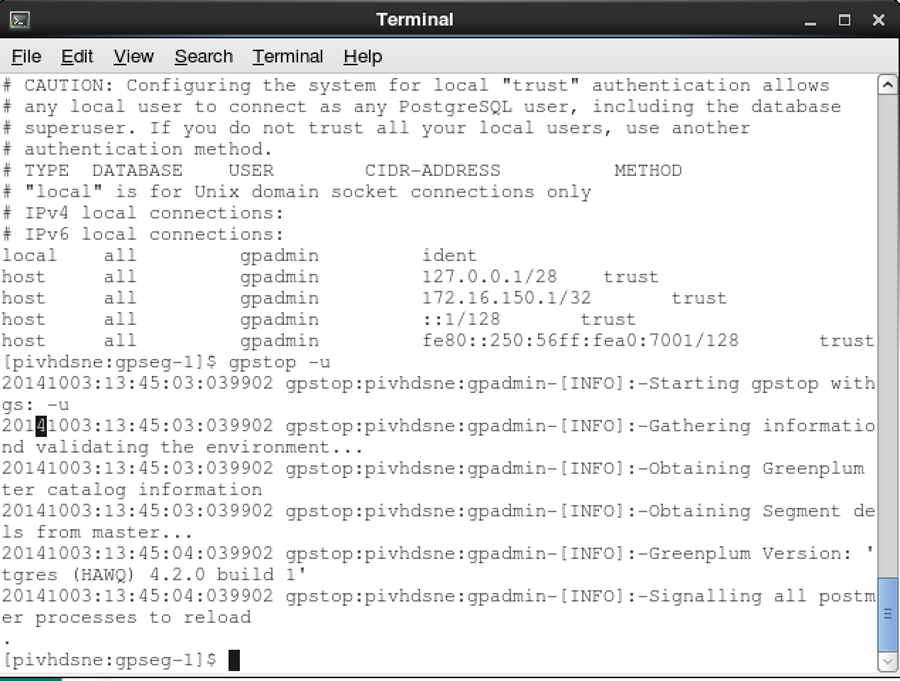 Terminal
File Edit View Search Terminal Help
# CAUTION: Configuring the system for local "trust" authentication allows
# any local user to connect as any PostgreSQL user, including the database
# superuser. If you do not trust all your local users, use another
# authentication method.
# TYPE  DATABASE    USER        CIDR-ADDRESS          METHOD
# "local" is for Unix domain socket connections only
# IPv4 local connections:
# IPv6 local connections:
local    all         gpadmin         ident
host     all         gpadmin         127.0.0.1/28    trust
host     all         gpadmin         172.16.150.1/32       trust
host     all         gpadmin         ::1/128       trust
host     all         gpadmin         fe80::250:56ff:fea0:7001/128       trust
[pivhdsne:gpseg-1]$ gpstop -u
20141003:13:45:03:039902 gpstop:pivhdsne:gpadmin-[INFO]:-Starting gpstop with
gs: -u
20141003:13:45:03:039902 gpstop:pivhdsne:gpadmin-[INFO]:-Gathering informatio
nd validating the environment...
20141003:13:45:03:039902 gpstop:pivhdsne:gpadmin-[INFO]:-Obtaining Greenplum
ter catalog information
20141003:13:45:03:039902 gpstop:pivhdsne:gpadmin-[INFO]:-Obtaining Segment de
ls from master...
20141003:13:45:04:039902 gpstop:pivhdsne:gpadmin-[INFO]:-Greenplum Version: '
tgres (HAWQ) 4.2.0 build 1'
20141003:13:45:04:039902 gpstop:pivhdsne:gpadmin-[INFO]:-Signalling all postm
er processes to reload
.
[pivhdsne:gpseg-1]$